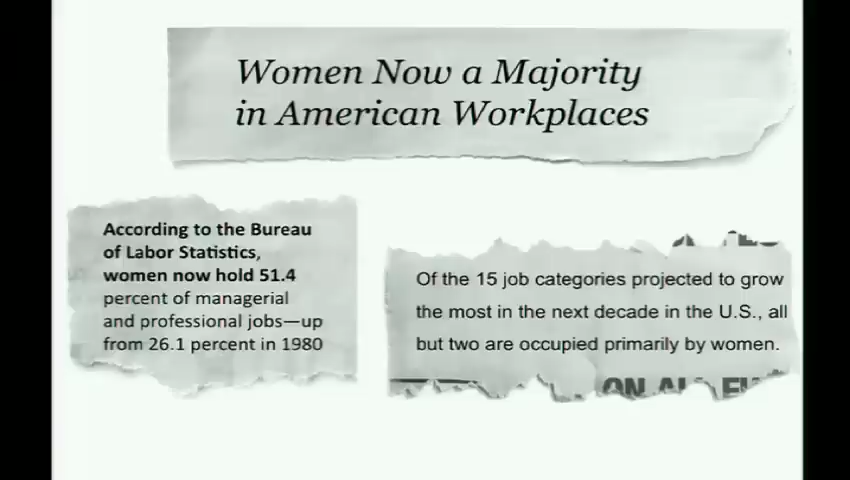 Women Now a Majority
in American Workplaces
According to the Bureau
of Labor Statistics,
women now hold 51.4
percent of managerial
and professional jobs—up
from 26.1 percent in 1980
Of the 15 job categories projected to grow
the most in the next decade in the U.S., all
but two are occupied primarily by women.